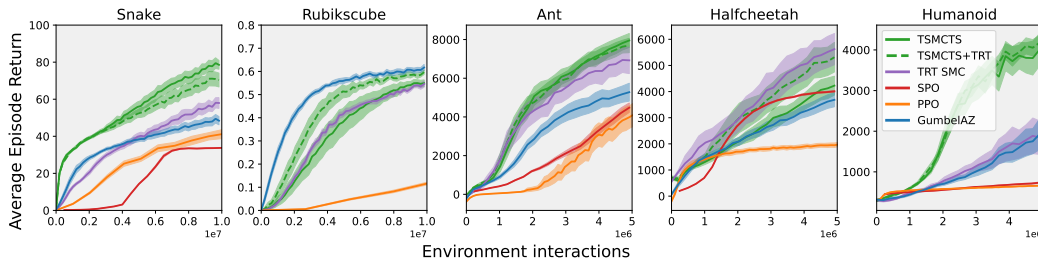 Snake
Rubikscube
Ant
Halfcheetah
Humanoid
Average Episode Return
100
80
60
40
20
0
0.0 0.2 0.4 0.6 0.8 1.0
1e7
0.8
0.7
0.6
0.5
0.4
0.3
0.2
0.1
0.0
0.0 0.2 0.4 0.6 0.8 1.0
1e7
8000
6000
4000
2000
0
0 1 2 3 4 5
1e6
6000
5000
4000
3000
2000
1000
0
0 1 2 3 4 5
1e6
4000
3000
2000
1000
0 1 2 3 4
1e6
TSMCTS
TSMCTS+TRT
TRT SMC
SPO
PPO
GumbelAZ
Environment interactions